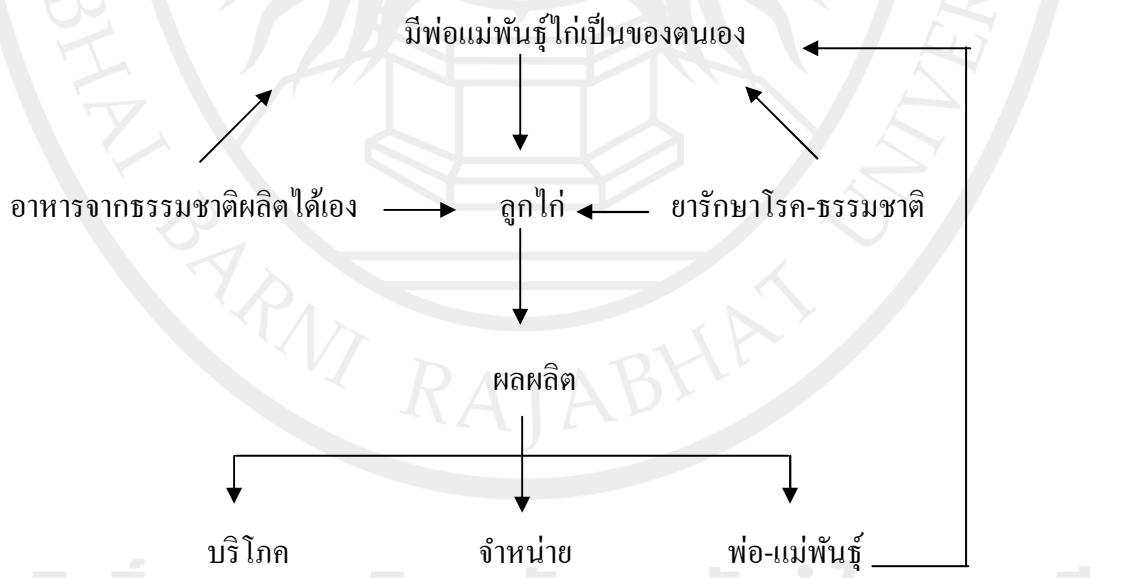 มีพ่อแม่พันธุ์ไก่เป็นของตนเอง
อาหารจากธรรมชาติผลิตได้เอง ลูกไก่ ยารักษาโรค-ธรรมชาติ
ผลผลิต
บริโภค จำหน่าย พ่อ-แม่พันธุ์
BARNI RAJABHAT